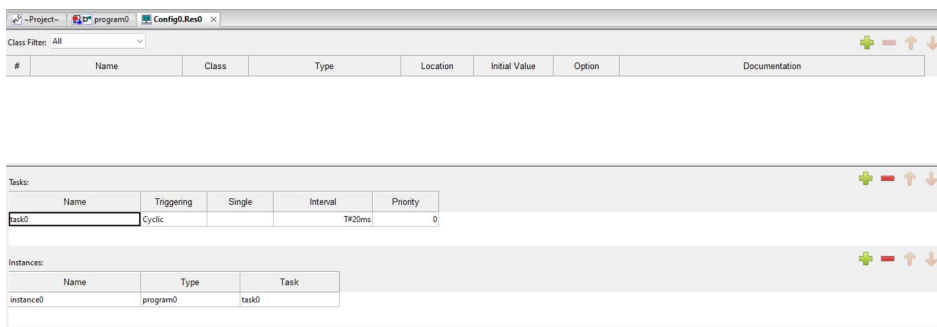 ~Project~ program0 Config0.Res0 ×
Class Filter: All
# Name Class Type Location Initial Value Option Documentation
Tasks:
Name Triggering Single Interval Priority
task0 Cyclic T#20ms 0
Instances:
Name Type Task
instance0 program0 task0